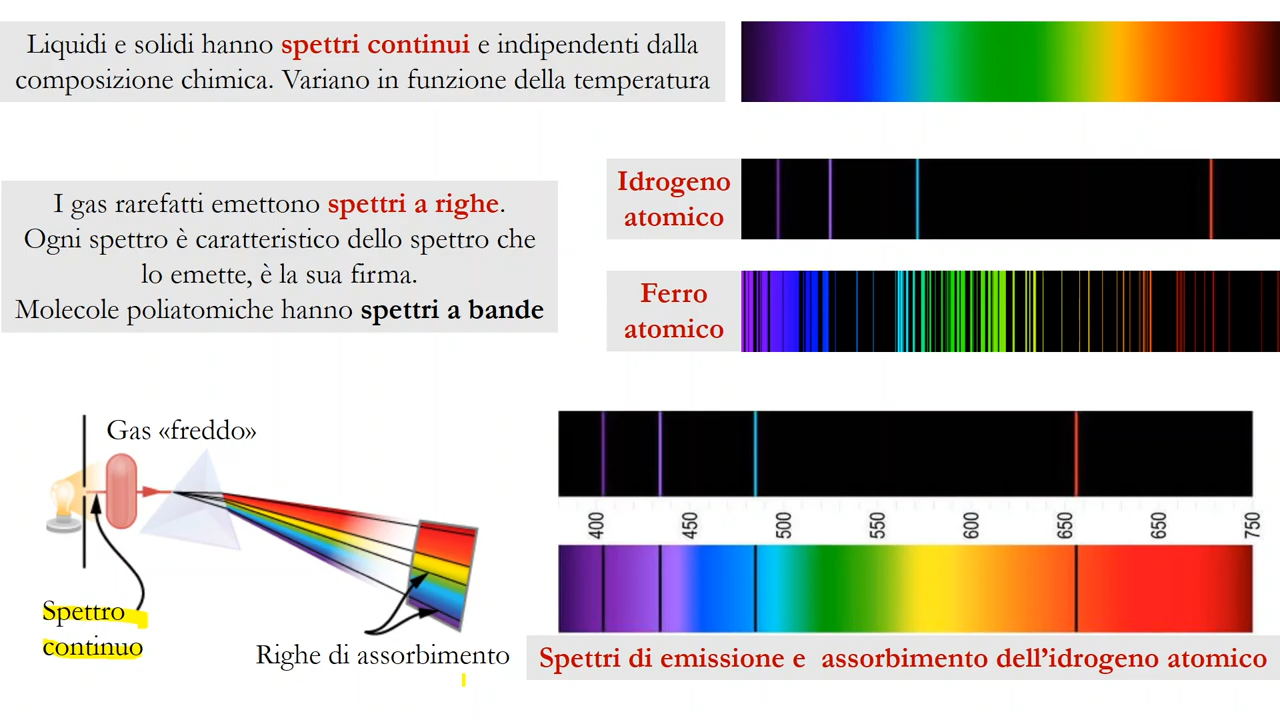 Liquidi e solidi hanno spettri continui e indipendenti dalla
composizione chimica. Variano in funzione della temperatura
I gas rarefatti emettono spettri a righe.
Ogni spettro è caratteristico dello spettro che
lo emette, è la sua firma.
Molecole poliatomiche hanno spettri a bande
Idrogeno
atomico
Ferro
atomico
Gas «freddo»
Spettro
continuo
Righe di assorbimento
400 450 500 550 600 650 650 750
Spettri di emissione e assorbimento dell'idrogeno atomico